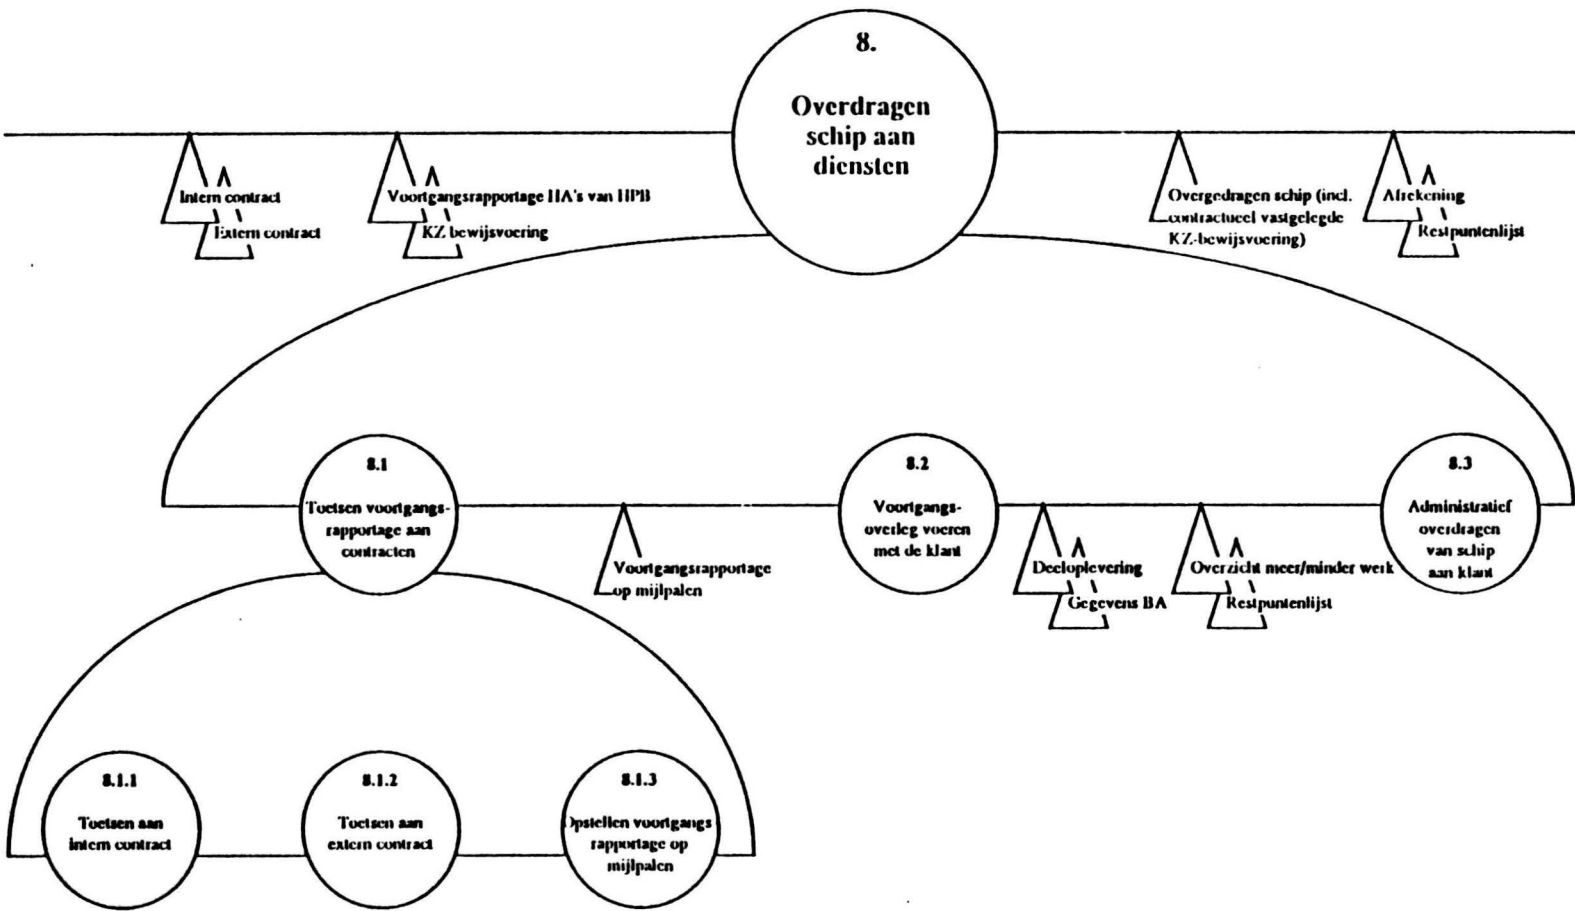 8.
Overdragen
schip aan
diensten
Intern contract
Extern contract
Voortgangsrapportage HA's van HPB
KZ bewijsvoering
Overgedragen schip (incl.
contractueel vastgelegde
KZ-bewijsvoering)
Afrekening
Restpuntenlijst
8.1
Toetsen voortgangs-
rapportage aan
contracten
Voortgangsrapportage
op mijlpalen
8.2
Voortgangs-
overleg voeren
met de klant
Deeloplevering
Gegevens BA
Overzicht meer/minder werk
Restpuntenlijst
8.3
Administratief
overdragen
van schip
aan klant
8.1.1
Toetsen aan
intern contract
8.1.2
Toetsen aan
extern contract
8.1.3
Opstellen voortgangs
rapportage op
mijlpalen